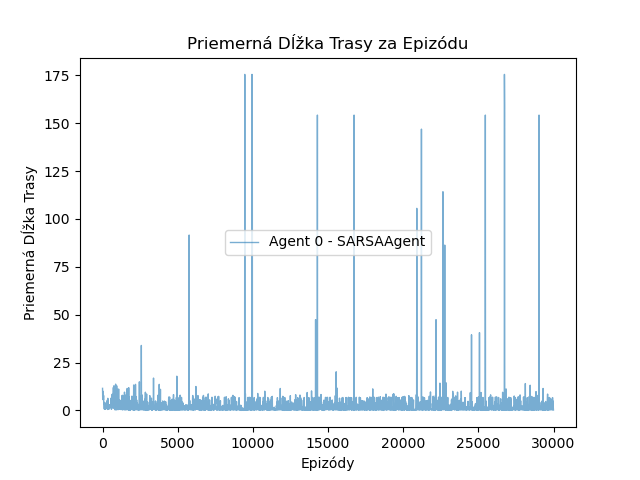 Priemerná Dĺžka Trasy za Epizódu
Priemerná Dĺžka Trasy
175
150
125
100
75
50
25
0
Agent 0 - SARSAAgent
0 5000 10000 15000 20000 25000 30000
Epizódy